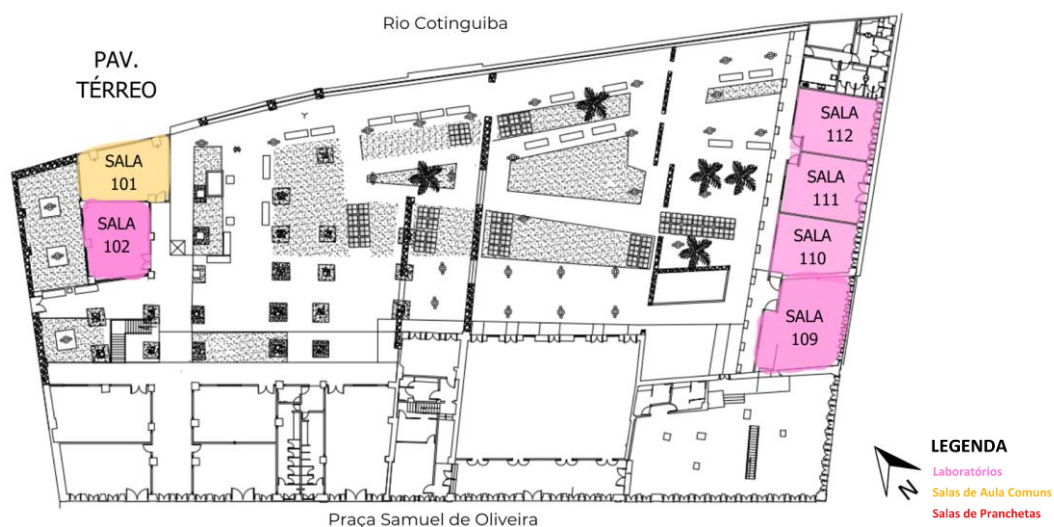 Rio Cotinguiba
PAV.
TÉRREO
SALA
101
SALA
102
SALA
112
SALA
111
SALA
110
SALA
109
N
LEGENDA
Laboratórios
Salas de Aula Comuns
Salas de Pranchetas
Praça Samuel de Oliveira